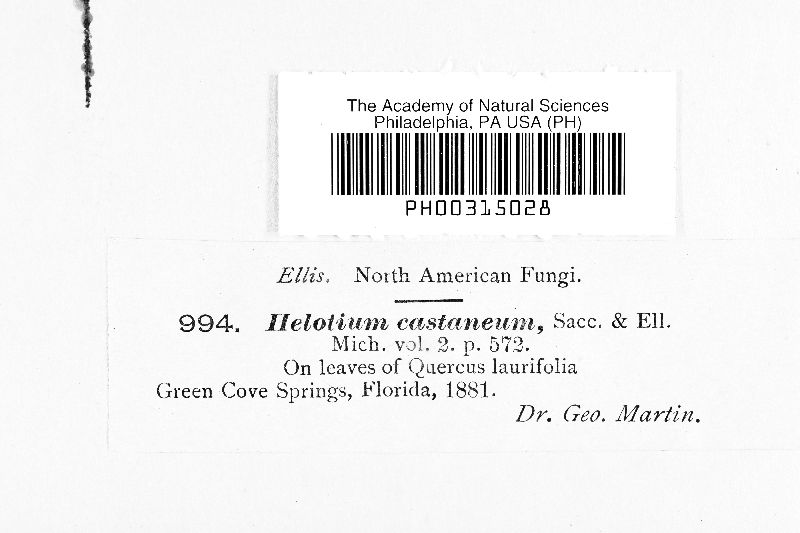 The Academy of Natural Sciences
Philadelphia, PA USA (PH)
PH00315028
Ellis. North American Fungi.
994. Helotium castaneum, Sacc. & Ell.
Mich. vol. 2. p. 572.
On leaves of Quercus laurifolia
Green Cove Springs, Florida, 1881.
Dr. Geo. Martin.